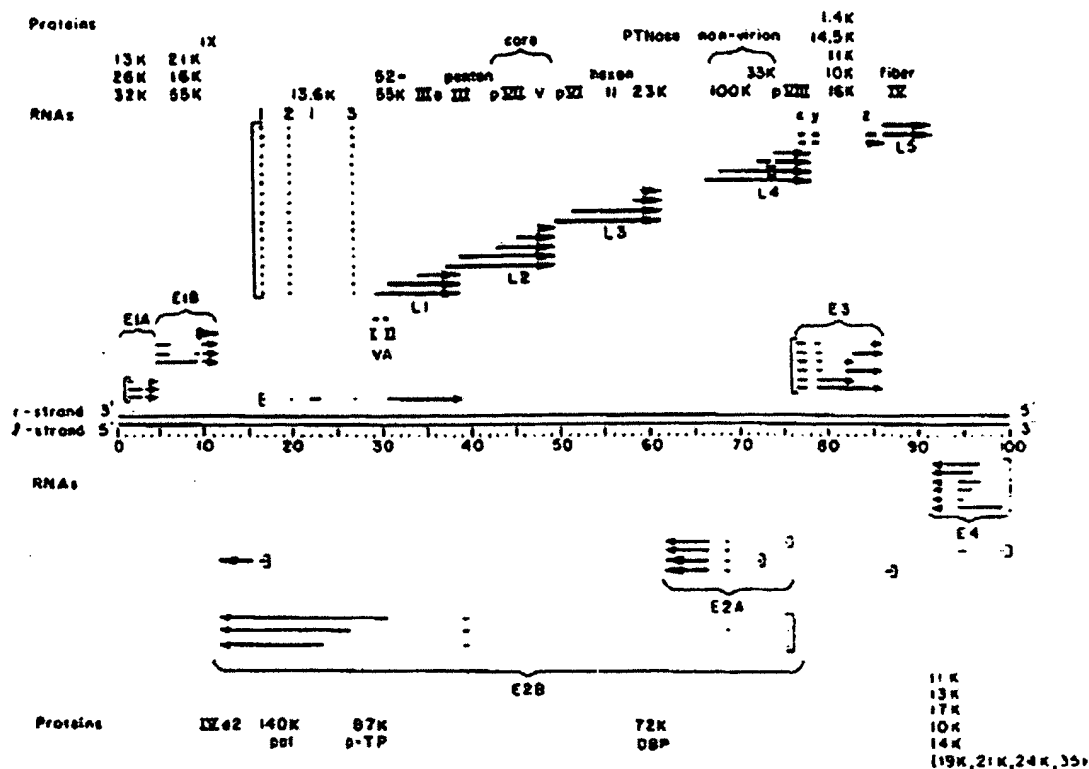 Proteins
1.4K
14.5K
11K
10K
16K
IX
13K 21K
26K 16K
32K 55K
13.6K
52-
55K IIIa
penton
III
core
pVII V
pVI
hexon
II 23K
PTNase
non-virion
33K
100K
pVIII
fiber
IV
RNAs
1 2 1 3
x y
z
L5
L4
L3
L2
L1
E1A
E1B
I II
VA
E3
r-strand 3' 5'
l-strand 5' 3'
0 10 20 30 40 50 60 70 80 90 100
RNAs
E4
E2A
E2B
Proteins
IVa2 140K 87K 72K
pol p-TP DBP
11K
13K
17K
10K
14K
(19K,21K,24K,35K